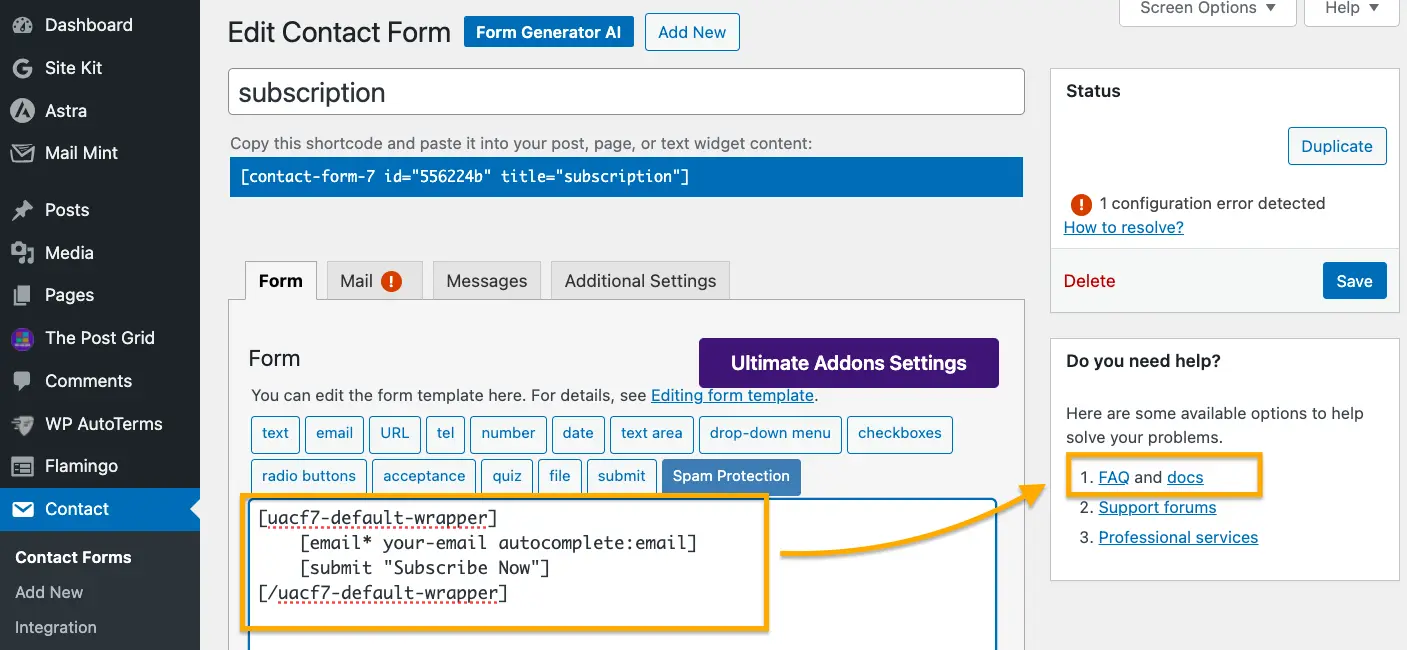 Dashboard
Site Kit
Astra
Mail Mint
Posts
Media
Pages
The Post Grid
Comments
WP AutoTerms
Flamingo
Contact
Contact Forms
Add New
Integration
Screen Options
Help
Edit Contact Form
Form Generator AI
Add New
subscription
Copy this shortcode and paste it into your post, page, or text widget content:
[contact-form-7 id="556224b" title="subscription"]
Form
Mail
Messages
Additional Settings
Form
Ultimate Addons Settings
You can edit the form template here. For details, see Editing form template.
text
email
URL
tel
number
date
text area
drop-down menu
checkboxes
radio buttons
acceptance
quiz
file
submit
Spam Protection
[uacf7-default-wrapper]
[email* your-email autocomplete:email]
[submit "Subscribe Now"]
[/uacf7-default-wrapper]
Status
Duplicate
! 1 configuration error detected
How to resolve?
Delete
Save
Do you need help?
Here are some available options to help
solve your problems.
1. FAQ and docs
2. Support forums
3. Professional services